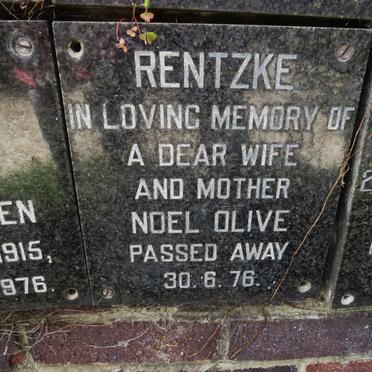 RENTZKE
IN LOVING MEMORY OF
A DEAR WIFE
AND MOTHER
NOEL OLIVE
PASSED AWAY
30.6.76.
EN
1915,
1976.